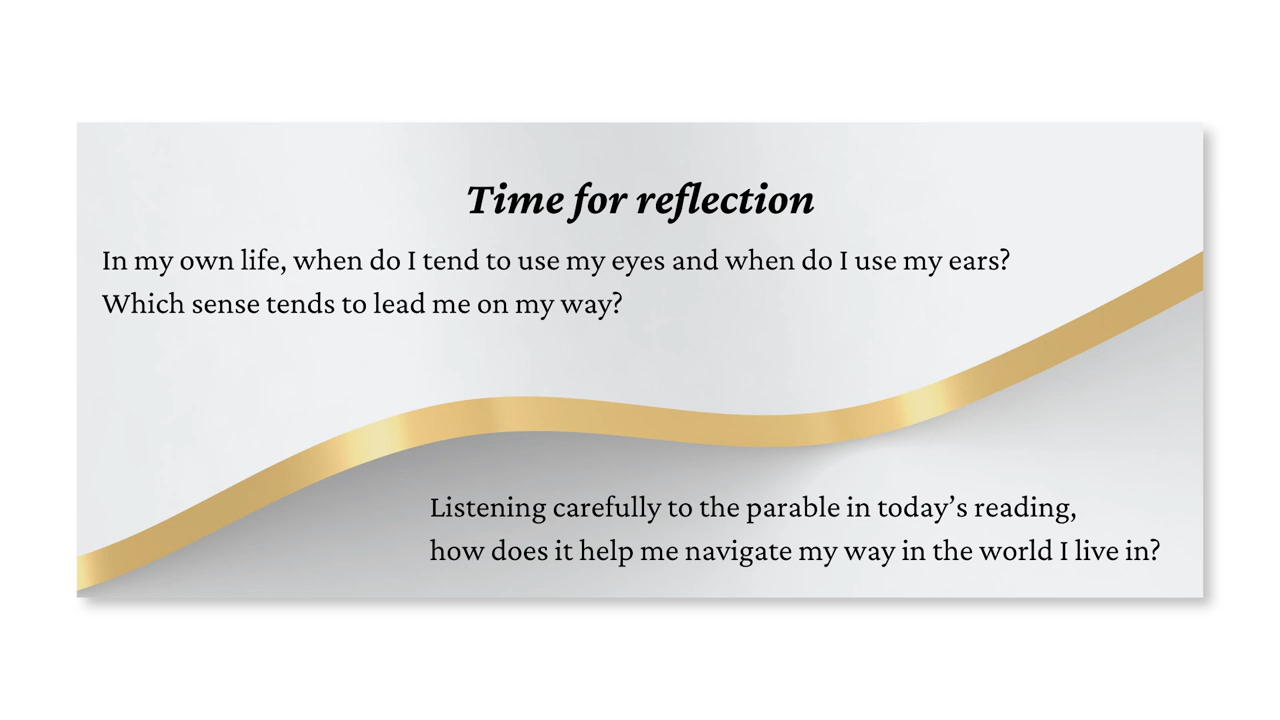 Time for reflection
In my own life, when do I tend to use my eyes and when do I use my ears?
Which sense tends to lead me on my way?
Listening carefully to the parable in today’s reading,
how does it help me navigate my way in the world I live in?